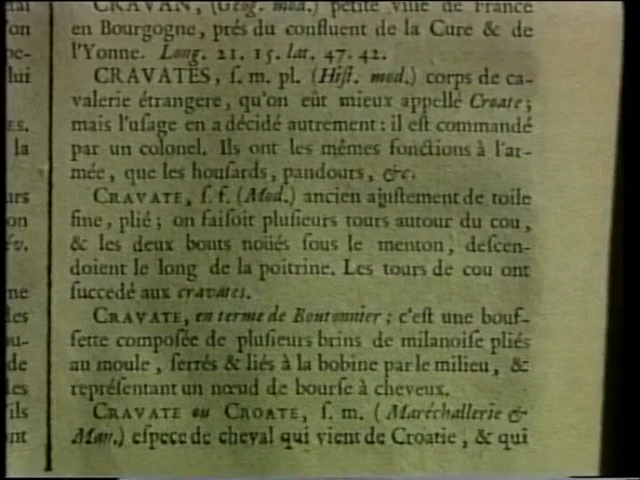 CRAVAN, (Géog. mod.) petite ville de France
en Bourgogne, prés du confluent de la Cure & de
l'Yonne. Long. 21. 15. lat. 47. 42.
CRAVATES, ſ. m. pl. (Hiſt. mod.) corps de ca-
valerie étrangere, qu'on eût mieux appellé Croate;
mais l'uſage en a décidé autrement: il eſt commandé
par un colonel. Ils ont les mêmes fonctions à l'ar-
mée, que les houſards, pandours, &c.
CRAVATE, ſ. f. (Mod.) ancien ajuſtement de toile
fine, plié; on faiſoit pluſieurs tours autour du cou,
& les deux bouts noüés ſous le menton, deſcen-
doient le long de la poitrine. Les tours de cou ont
ſuccedé aux cravates.
CRAVATE, en terme de Boutonnier; c'eſt une bouf-
fette compoſée de pluſieurs brins de milanoiſe pliés
au moule, ſerrés & liés à la bobine par le milieu, &
repréſentant un nœud de bourſe à cheveux.
CRAVATE ou CROATE, ſ. m. (Maréchallerie &
Man.) eſpece de cheval qui vient de Croatie, & qui